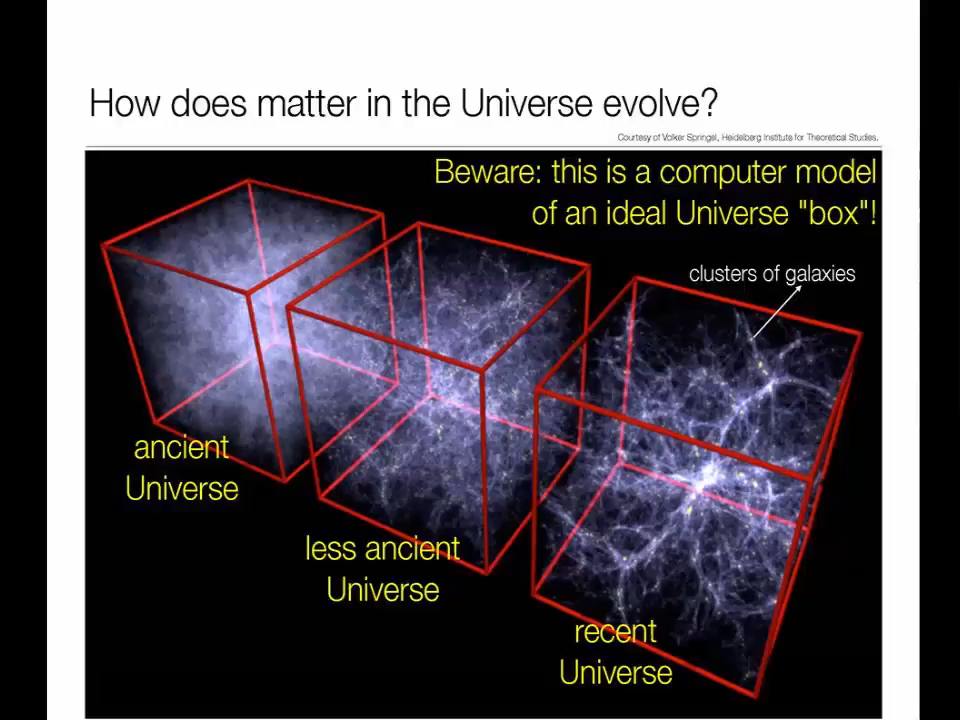 How does matter in the Universe evolve?
Courtesy of Volker Springel, Heidelberg Institute for Theoretical Studies.
Beware: this is a computer model
of an ideal Universe "box"!
clusters of galaxies
ancient
Universe
less ancient
Universe
recent
Universe